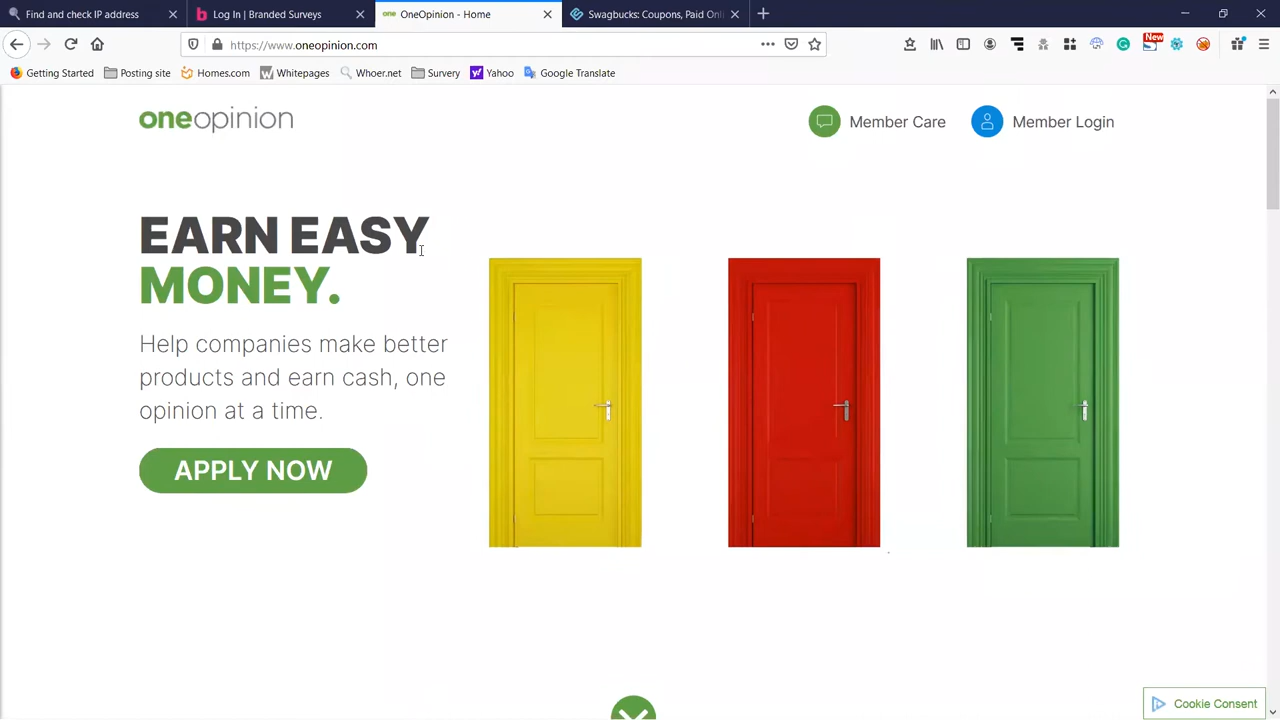 Find and check IP address
Log In | Branded Surveys
OneOpinion - Home
Swagbucks: Coupons, Paid Onli
https://www.oneopinion.com
New
Getting Started
Posting site
Homes.com
Whitepages
Whoer.net
Survery
Yahoo
Google Translate
oneopinion
Member Care
Member Login
EARN EASY
MONEY.
Help companies make better
products and earn cash, one
opinion at a time.
APPLY NOW
Cookie Consent